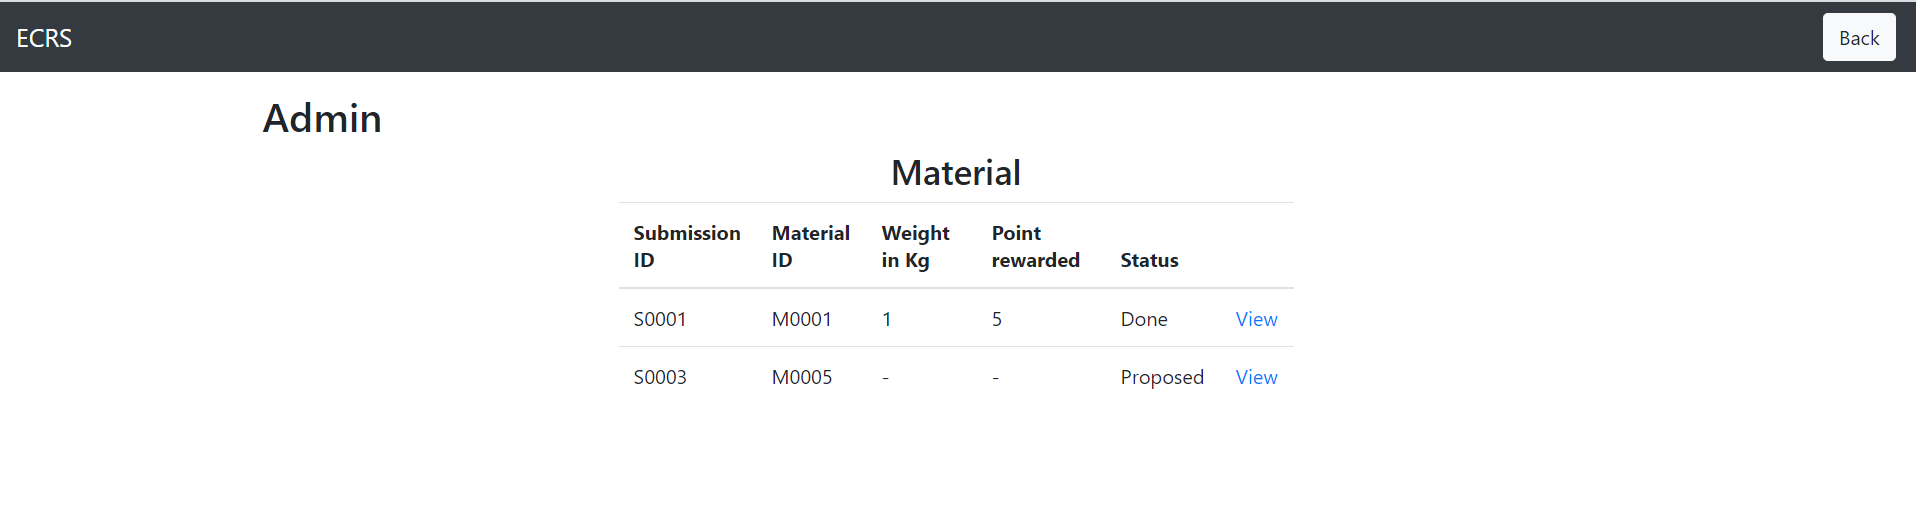 ECRS
Back
Admin
Material
Submission ID Material ID Weight in Kg Point rewarded Status
S0001 M0001 1 5 Done View
S0003 M0005 - - Proposed View